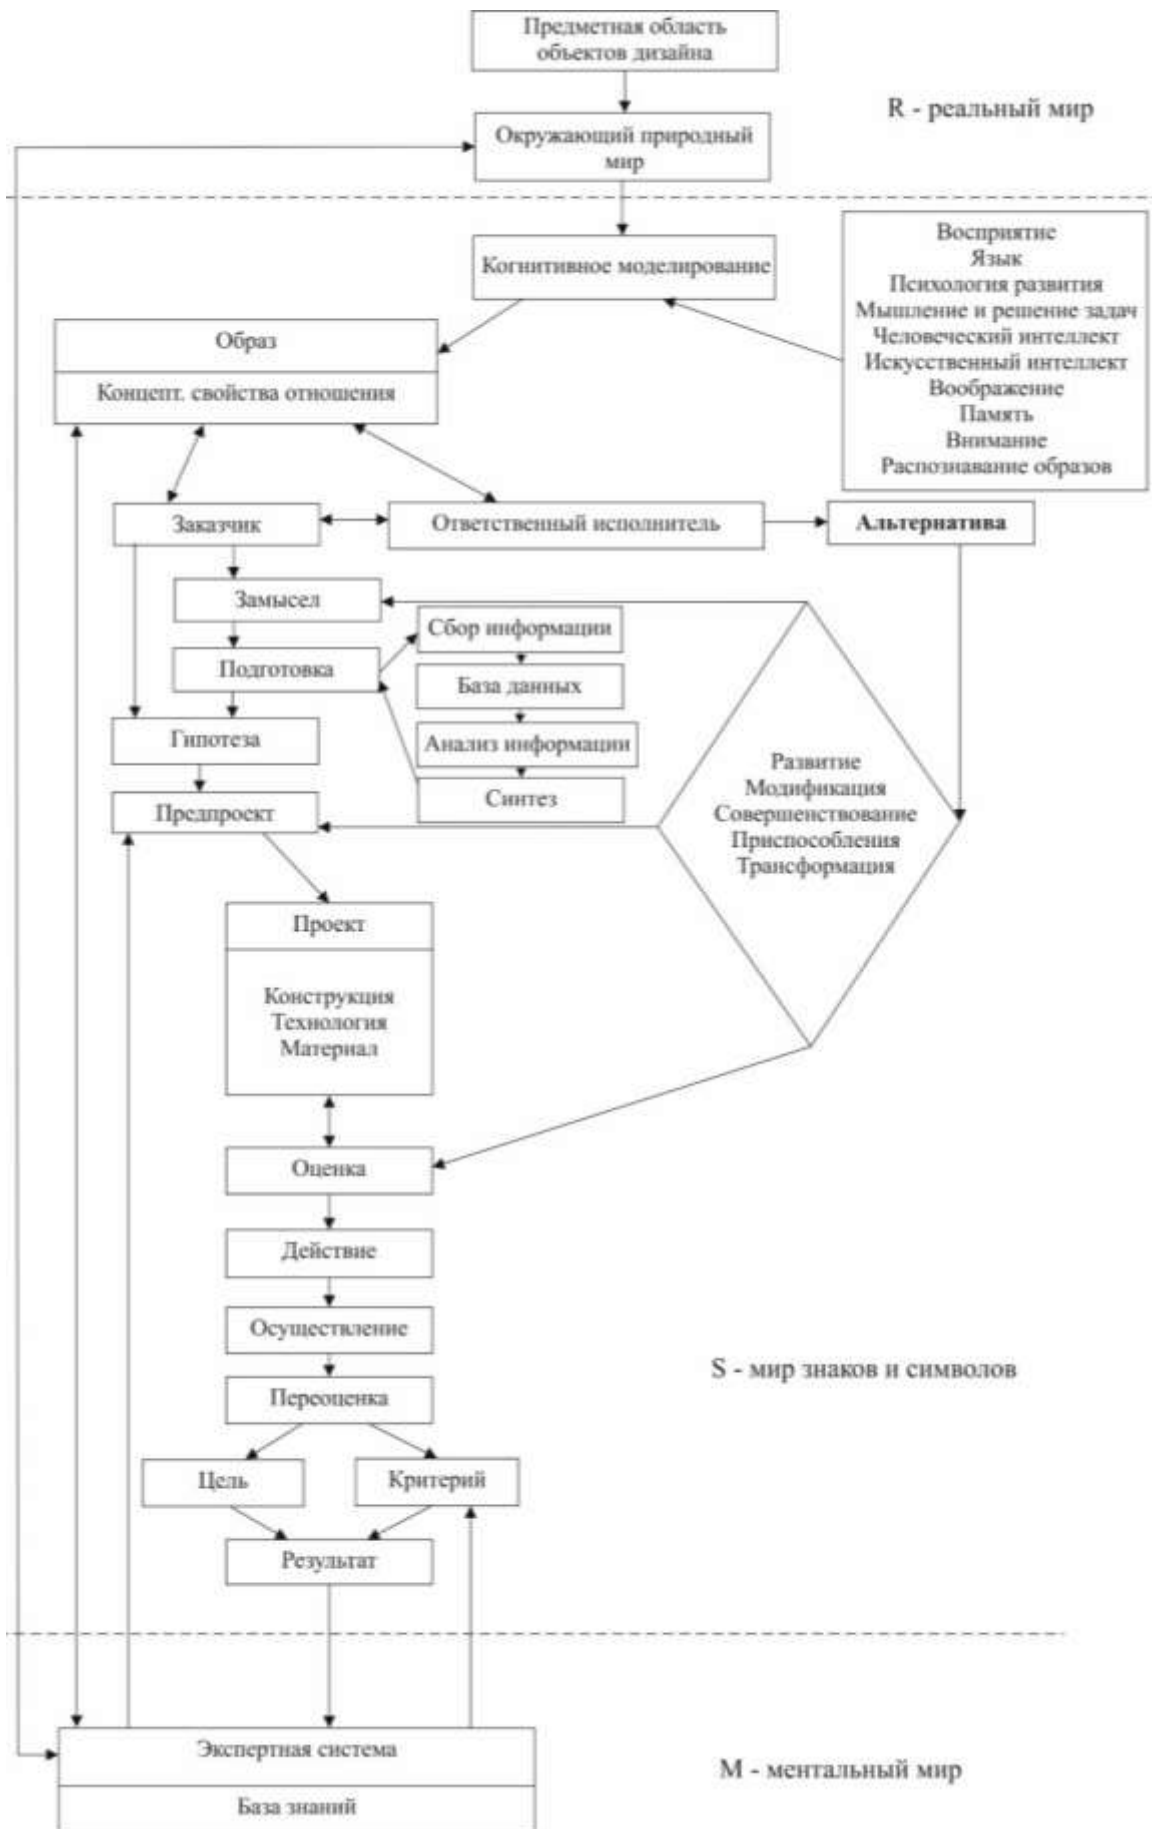 Предметная область
объектов дизайна
R - реальный мир
Окружающий природный
мир
Когнитивное моделирование
Восприятие
Язык
Психология развития
Мышление и решение задач
Человеческий интеллект
Искусственный интеллект
Воображение
Память
Внимание
Распознавание образов
Образ
Концепт. свойства отношения
Заказчик
Ответственный исполнитель
Альтернатива
Замысел
Сбор информации
Подготовка
База данных
Гипотеза
Анализ информации
Синтез
Предпроект
Развитие
Модификация
Совершенствование
Приспособления
Трансформация
Проект
Конструкция
Технология
Материал
Оценка
Действие
Осуществление
S - мир знаков и символов
Переоценка
Цель
Критерий
Результат
Экспертная система
М - ментальный мир
База знаний